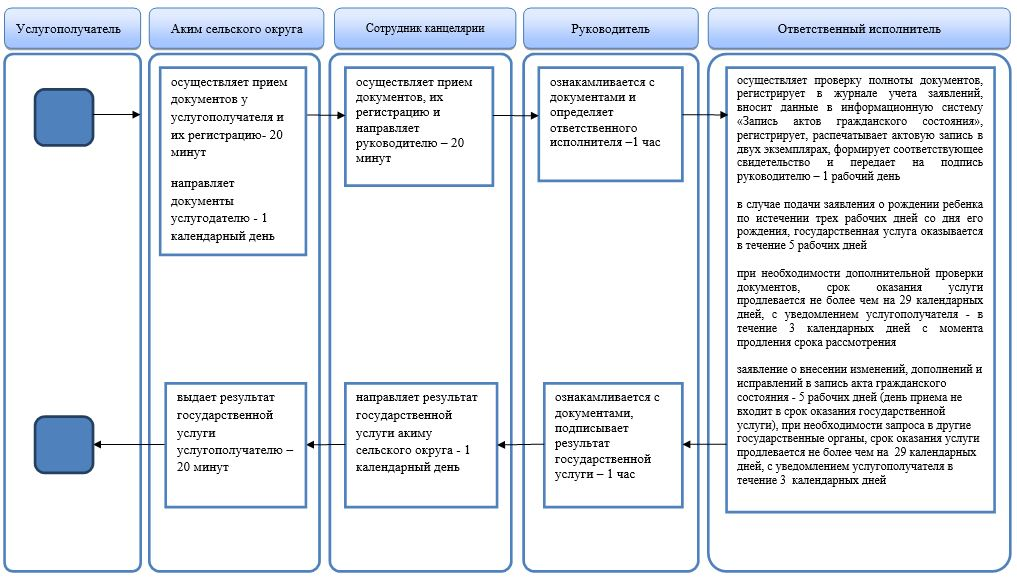 Услугополучатель
Аким сельского округа
Сотрудник канцелярии
Руководитель
Ответственный исполнитель
осуществляет прием
документов у
услугополучателя и
их регистрацию- 20
минут
направляет
документы
услугодателю - 1
календарный день
осуществляет прием
документов, их
регистрацию и
направляет
руководителю – 20
минут
ознакамливается с
документами и
определяет
ответственного
исполнителя –1 час
осуществляет проверку полноты документов,
регистрирует в журнале учета заявлений,
вносит данные в информационную систему
«Запись актов гражданского состояния»,
регистрирует, распечатывает актовую запись в
двух экземплярах, формирует соответствующее
свидетельство и передает на подпись
руководителю – 1 рабочий день
в случае подачи заявления о рождении ребенка
по истечении трех рабочих дней со дня его
рождения, государственная услуга оказывается
в течение 5 рабочих дней
при необходимости дополнительной проверки
документов, срок оказания услуги
продлевается не более чем на 29 календарных
дней, с уведомлением услугополучателя - в
течение 3 календарных дней с момента
продления срока рассмотрения
заявление о внесении изменений, дополнений и
исправлений в запись акта гражданского
состояния - 5 рабочих дней (день приема не
входит в срок оказания государственной
услуги), при необходимости запроса в другие
государственные органы, срок оказания услуги
продлевается не более чем на 29 календарных
дней, с уведомлением услугополучателя в
течение 3 календарных дней
выдает результат
государственной
услуги
услугополучателю –
20 минут
направляет результат
государственной
услуги акиму
сельского округа - 1
календарный день
ознакамливается с
документами,
подписывает
результат
государственной
услуги – 1 час